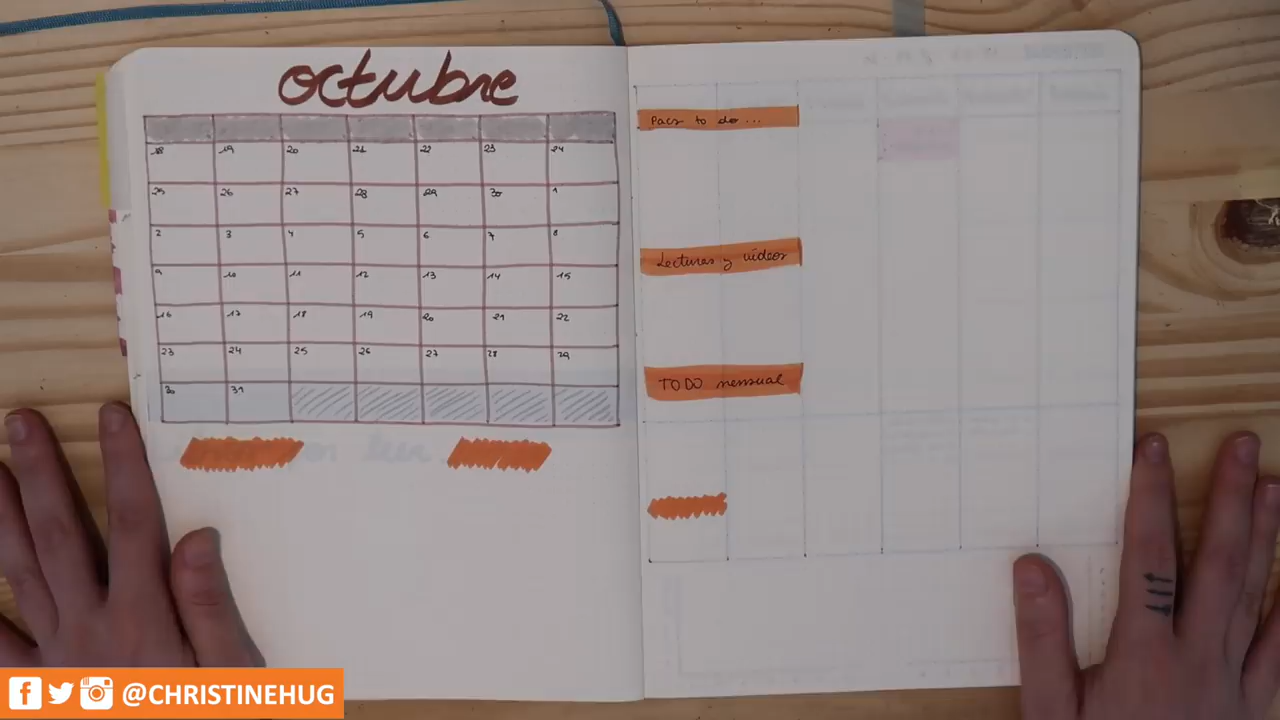 octubre
18 19 20 21 22 23 24
25 26 27 28 29 30 1
2 3 4 5 6 7 8
9 10 11 12 13 14 15
16 17 18 19 20 21 22
23 24 25 26 27 28 29
30 31
Pacs to do...
Lecturas y vídeos
TODO mensual
@CHRISTINEHUG